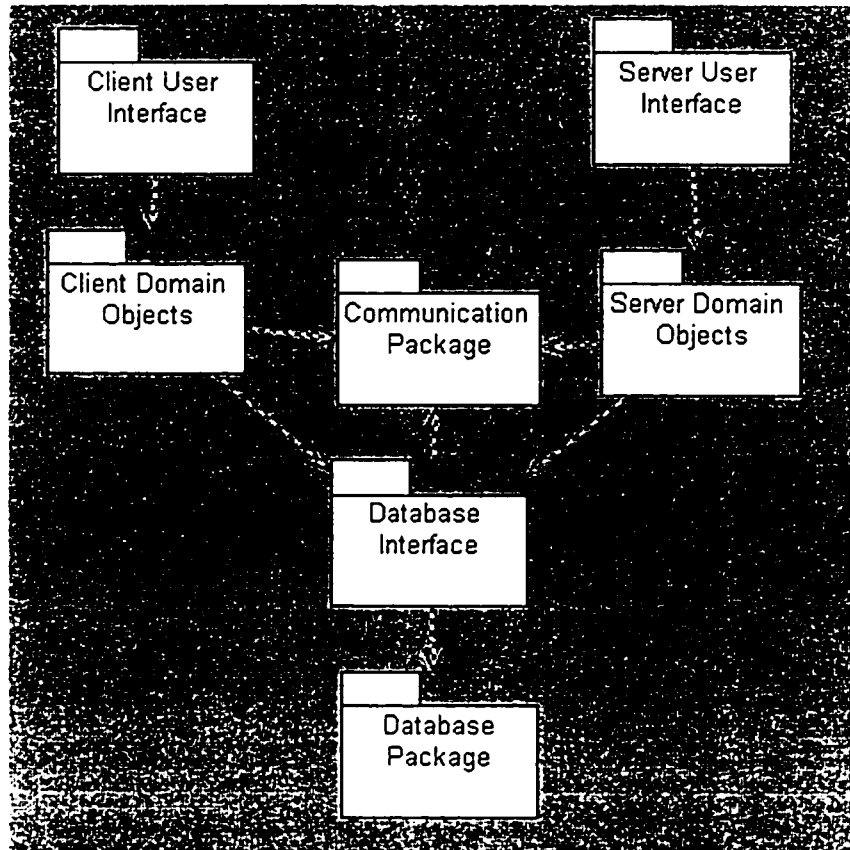 Client User
Interface
Server User
Interface
Client Domain
Objects
Communication
Package
Server Domain
Objects
Database
Interface
Database
Package